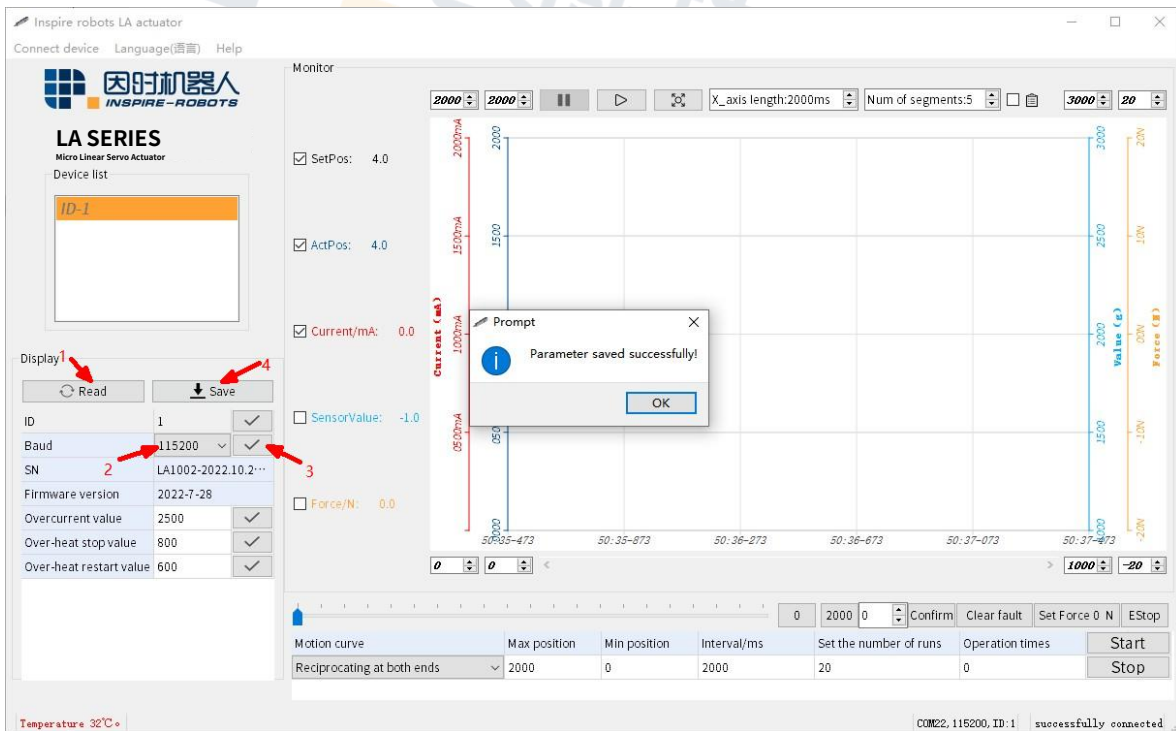 Inspire robots LA actuator
Connect device Language(语言) Help
因时机器人
INSPIRE-ROBOTS
LA SERIES
Micro Linear Servo Actuator
Device list
ID-1
Display
1
4
Read
Save
ID 1
Baud 115200
2
3
SN LA1002-2022.10.2···
Firmware version 2022-7-28
Overcurrent value 2500
Over-heat stop value 800
Over-heat restart value 600
Monitor
2000 2000 X_axis length:2000ms Num of segments:5 3000 20
SetPos: 4.0
ActPos: 4.0
Current/mA: 0.0
SensorValue: -1.0
Force/N: 0.0
Current (mA)
2000mA
1500mA
1000mA
0500mA
2000
1500
Prompt
Parameter saved successfully!
OK
3000
2500
2000
1500
Value (g)
20N
10N
00N
-10N
-20N
Force (N)
50:35-873 50:36-273 50:36-673 50:37-073
0 0 < > 1000 -20
0 2000 0 Confirm Clear fault Set Force 0 N EStop
Motion curve Max position Min position Interval/ms Set the number of runs Operation times Start
Reciprocating at both ends 2000 0 2000 20 0 Stop
Temperature 32℃。
COM22, 115200, ID:1 successfully connected